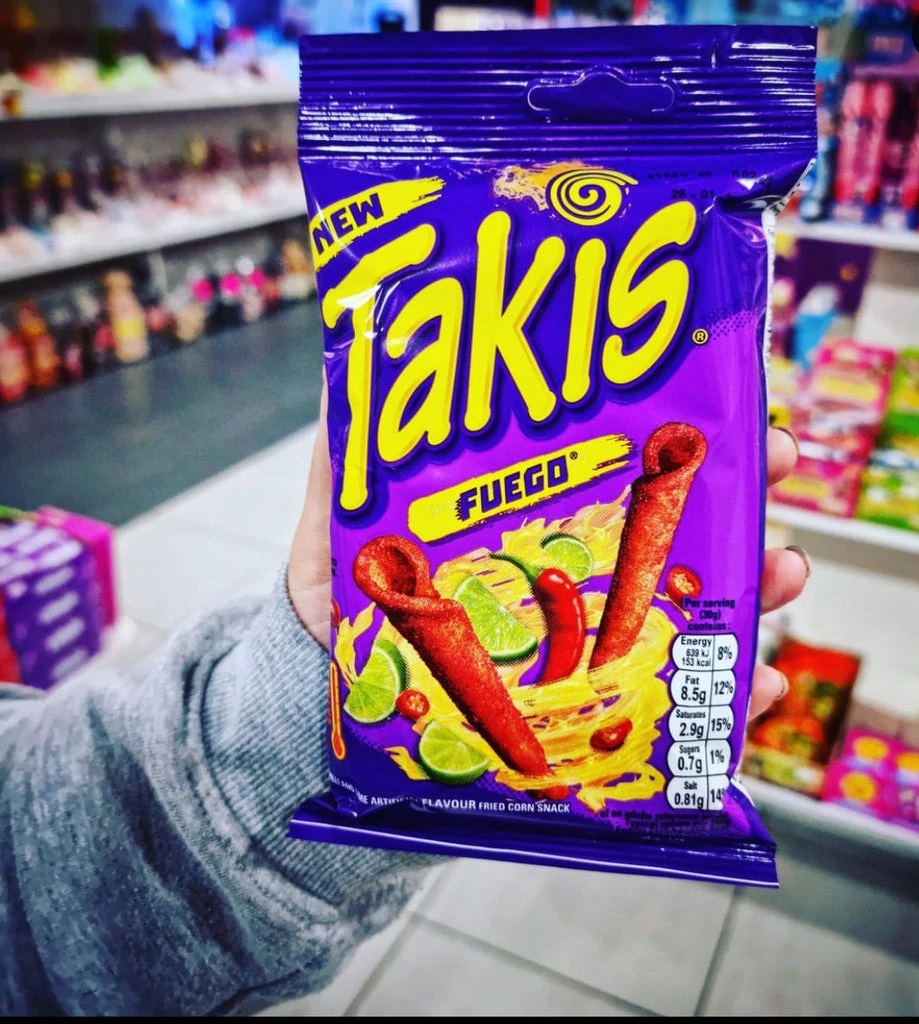 NEW
Takis
®
FUEGO®
Per serving
(30g)
contains:
Energy
639 kJ
153 kcal
8%
Fat
8.5g
12%
Saturates
2.9g
15%
Sugars
0.7g
1%
Salt
0.81g
FLAVOUR FRIED CORN SNACK